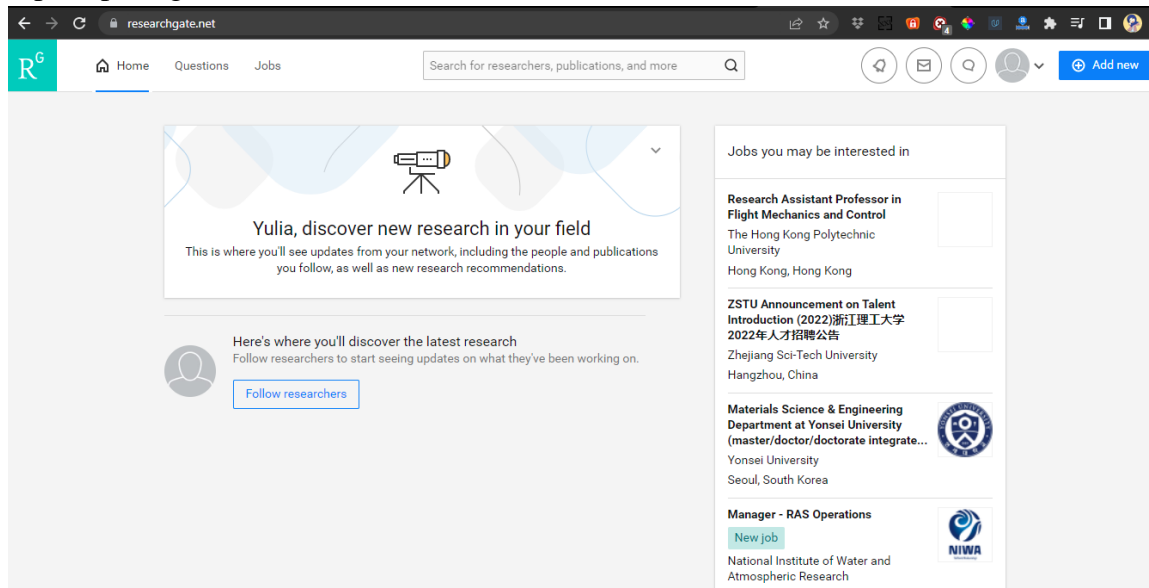 researchgate.net
RG
Home
Questions
Jobs
Search for researchers, publications, and more
Add new
Yulia, discover new research in your field
This is where you'll see updates from your network, including the people and publications
you follow, as well as new research recommendations.
Here's where you'll discover the latest research
Follow researchers to start seeing updates on what they've been working on.
Follow researchers
Jobs you may be interested in
Research Assistant Professor in
Flight Mechanics and Control
The Hong Kong Polytechnic
University
Hong Kong, Hong Kong
ZSTU Announcement on Talent
Introduction (2022)浙江理工大学
2022年人才招聘公告
Zhejiang Sci-Tech University
Hangzhou, China
Materials Science & Engineering
Department at Yonsei University
(master/doctor/doctorate integrate...
Yonsei University
Seoul, South Korea
Manager - RAS Operations
New job
National Institute of Water and
Atmospheric Research
NIWA